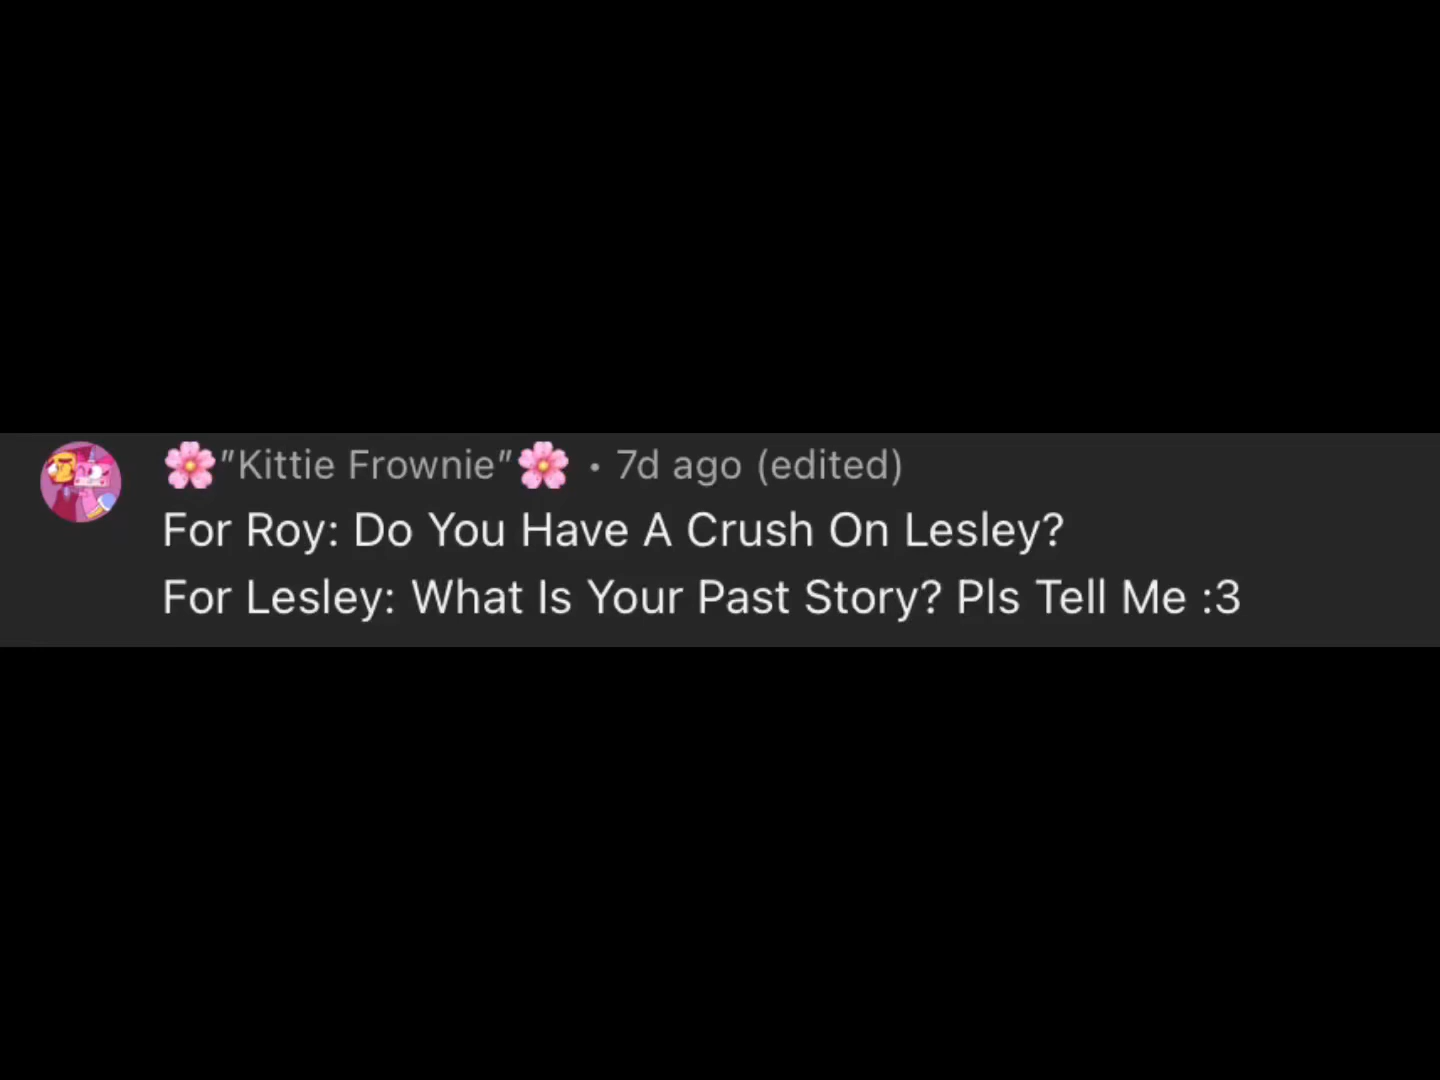 🌸"Kittie Frownie"🌸 • 7d ago (edited)
For Roy: Do You Have A Crush On Lesley?
For Lesley: What Is Your Past Story? Pls Tell Me :3